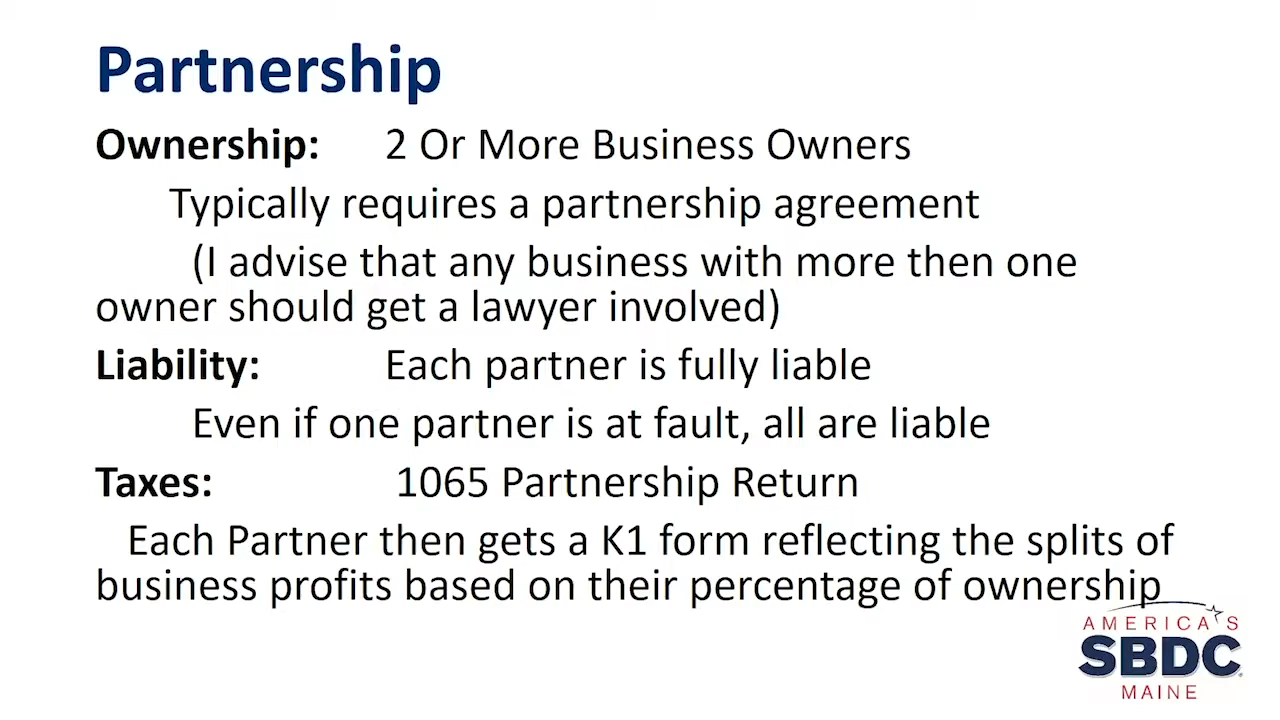 Partnership
Ownership: 2 Or More Business Owners
Typically requires a partnership agreement
(I advise that any business with more then one
owner should get a lawyer involved)
Liability: Each partner is fully liable
Even if one partner is at fault, all are liable
Taxes: 1065 Partnership Return
Each Partner then gets a K1 form reflecting the splits of
business profits based on their percentage of ownership
AMERICA'S
SBDC
MAINE